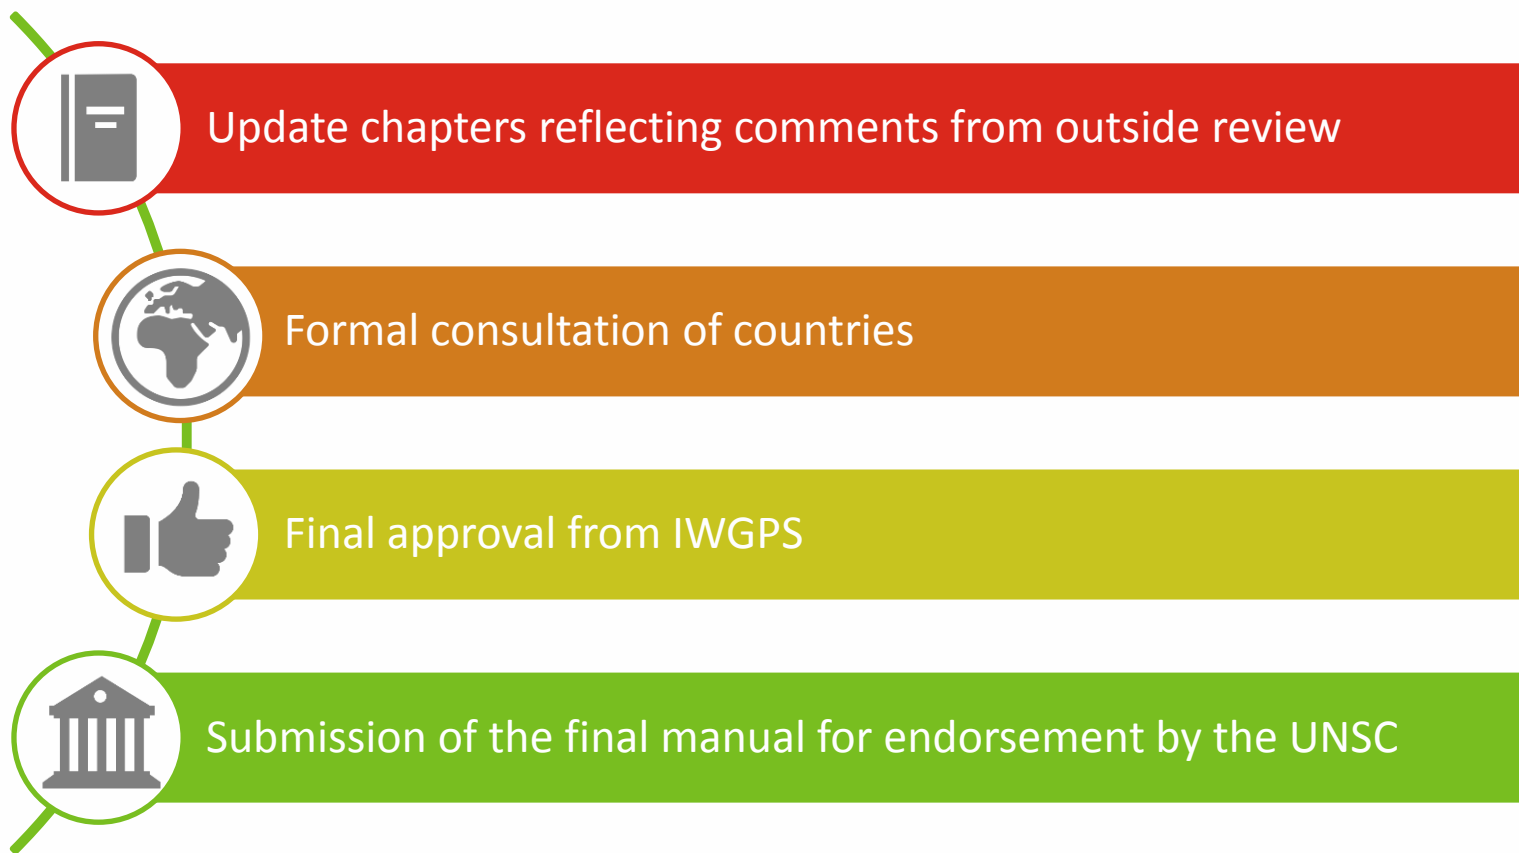 Update chapters reflecting comments from outside review
Formal consultation of countries
Final approval from IWGPS
Submission of the final manual for endorsement by the UNSC